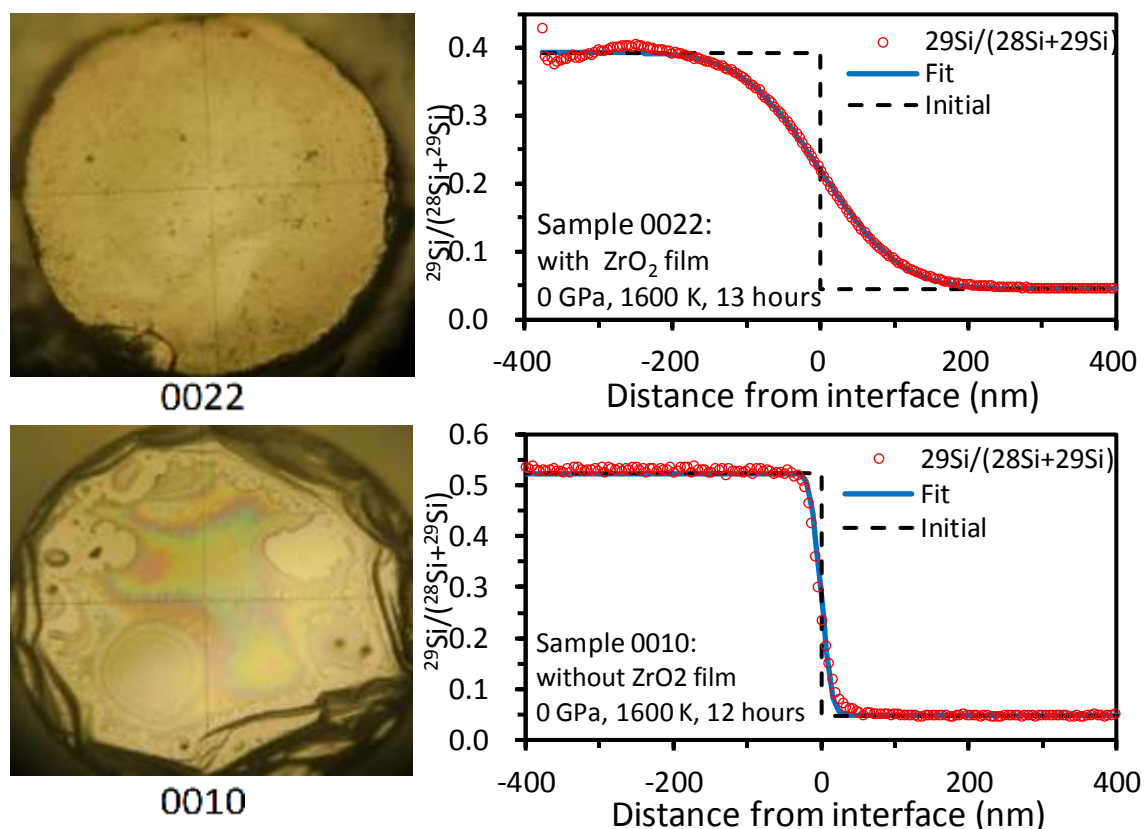 0022
²⁹Si/(²⁸Si+²⁹Si)
0.4
0.3
0.2
0.1
0.0
29Si/(28Si+29Si)
Fit
Initial
Sample 0022:
with ZrO₂ film
0 GPa, 1600 K, 13 hours
-400
-200
0
200
400
Distance from interface (nm)
0010
²⁹Si/(²⁸Si+²⁹Si)
0.6
0.5
0.4
0.3
0.2
0.1
0.0
29Si/(28Si+29Si)
Fit
Initial
Sample 0010:
without ZrO2 film
0 GPa, 1600 K, 12 hours
-400
-200
0
200
400
Distance from interface (nm)